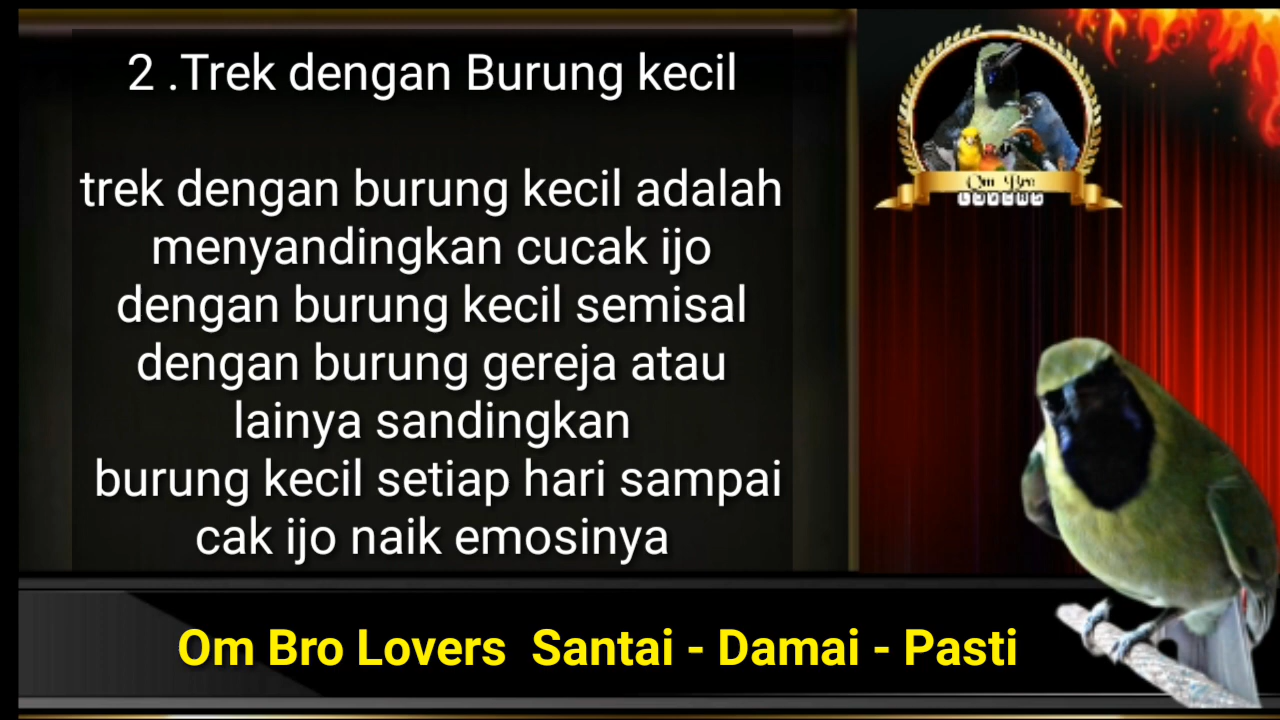 2 .Trek dengan Burung kecil
trek dengan burung kecil adalah
menyandingkan cucak ijo
dengan burung kecil semisal
dengan burung gereja atau
lainya sandingkan
burung kecil setiap hari sampai
cak ijo naik emosinya
Om Bro
Om Bro Lovers Santai - Damai - Pasti